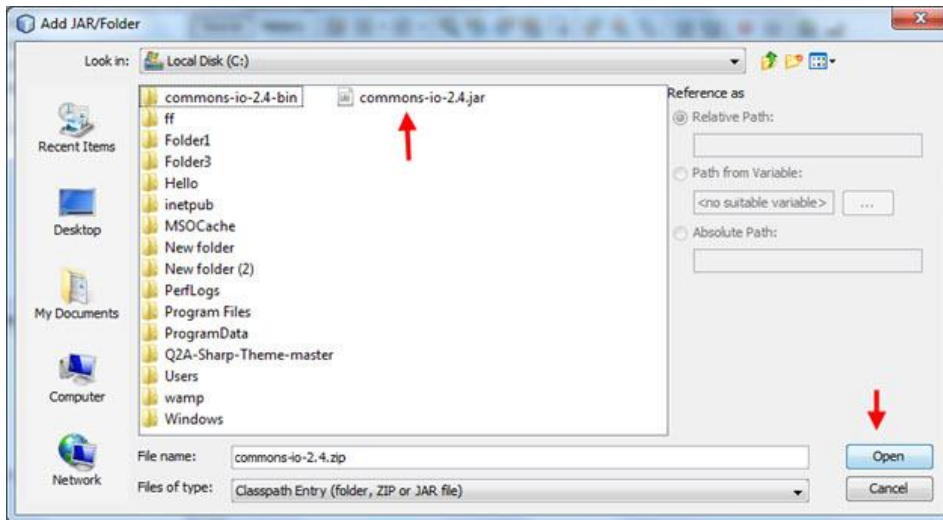 Add JAR/Folder
Look in:
Local Disk (C:)
Recent Items
Desktop
My Documents
Computer
Network
commons-io-2.4-bin
ff
Folder1
Folder3
Hello
inetpub
MSOCache
New folder
New folder (2)
PerfLogs
Program Files
ProgramData
Q2A-Sharp-Theme-master
Users
wamp
Windows
commons-io-2.4.jar
Reference as
Relative Path:
Path from Variable:
<no suitable variable>
...
Absolute Path:
File name:
commons-io-2.4.zip
Open
Files of type:
Classpath Entry (folder, ZIP or JAR file)
Cancel